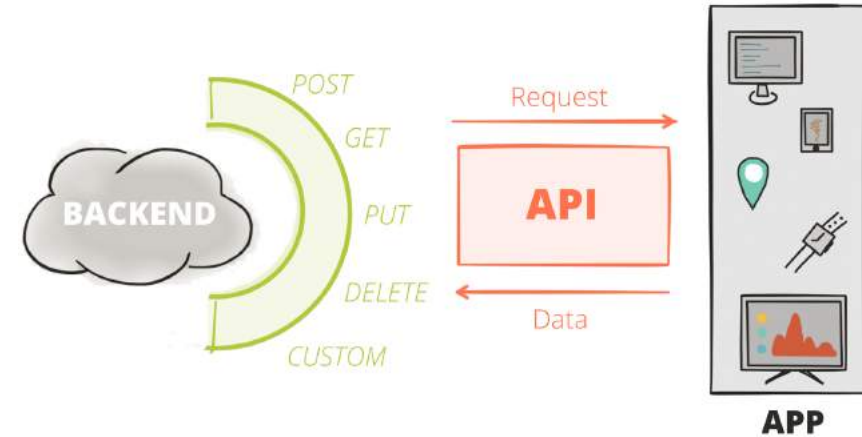 POST
GET
PUT
DELETE
CUSTOM
BACKEND
Request
API
Data
APP